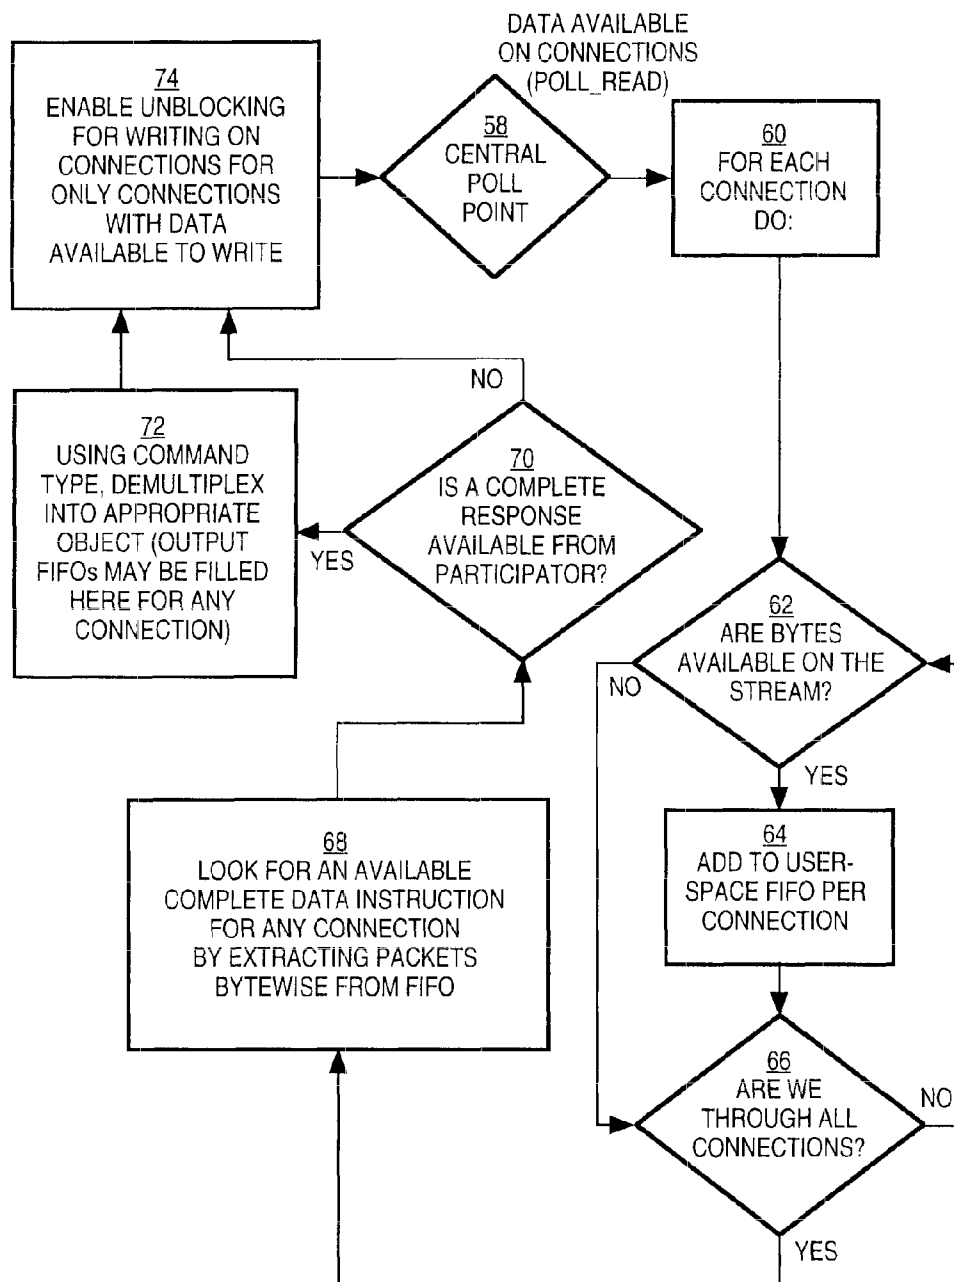 DATA AVAILABLE
ON CONNECTIONS
(POLL_READ)
74
ENABLE UNBLOCKING
FOR WRITING ON
CONNECTIONS FOR
ONLY CONNECTIONS
WITH DATA
AVAILABLE TO WRITE
58
CENTRAL
POLL
POINT
60
FOR EACH
CONNECTION
DO:
NO
72
USING COMMAND
TYPE, DEMULTIPLEX
INTO APPROPRIATE
OBJECT (OUTPUT
FIFOs MAY BE FILLED
HERE FOR ANY
CONNECTION)
YES
70
IS A COMPLETE
RESPONSE
AVAILABLE FROM
PARTICIPATOR?
62
ARE BYTES
AVAILABLE ON THE
STREAM?
NO
YES
68
LOOK FOR AN AVAILABLE
COMPLETE DATA INSTRUCTION
FOR ANY CONNECTION
BY EXTRACTING PACKETS
BYTEWISE FROM FIFO
64
ADD TO USER-
SPACE FIFO PER
CONNECTION
66
ARE WE
THROUGH ALL
CONNECTIONS?
NO
YES